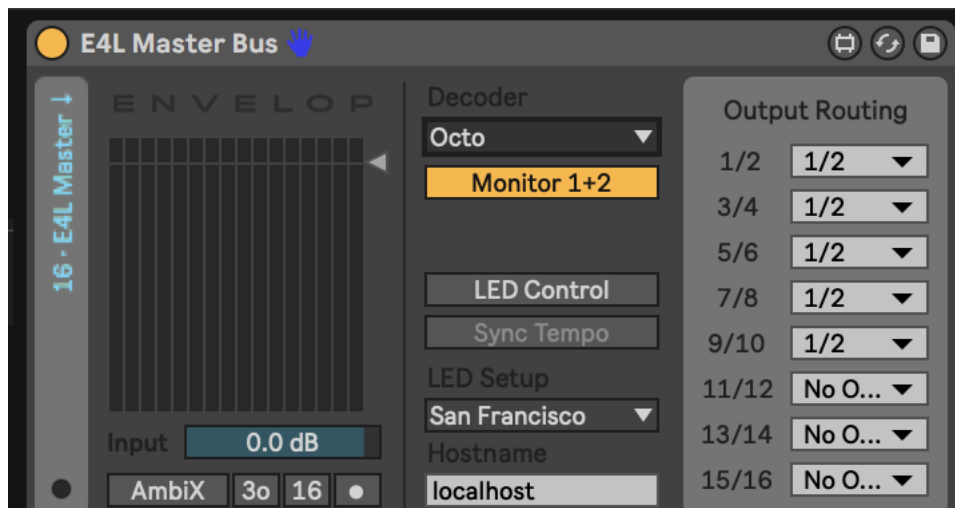 E4L Master Bus
16 · E4L Master
ENVELOP
Input 0.0 dB
AmbiX 3o 16
Decoder
Octo
Monitor 1+2
LED Control
Sync Tempo
LED Setup
San Francisco
Hostname
localhost
Output Routing
1/2 1/2
3/4 1/2
5/6 1/2
7/8 1/2
9/10 1/2
11/12 No O...
13/14 No O...
15/16 No O...